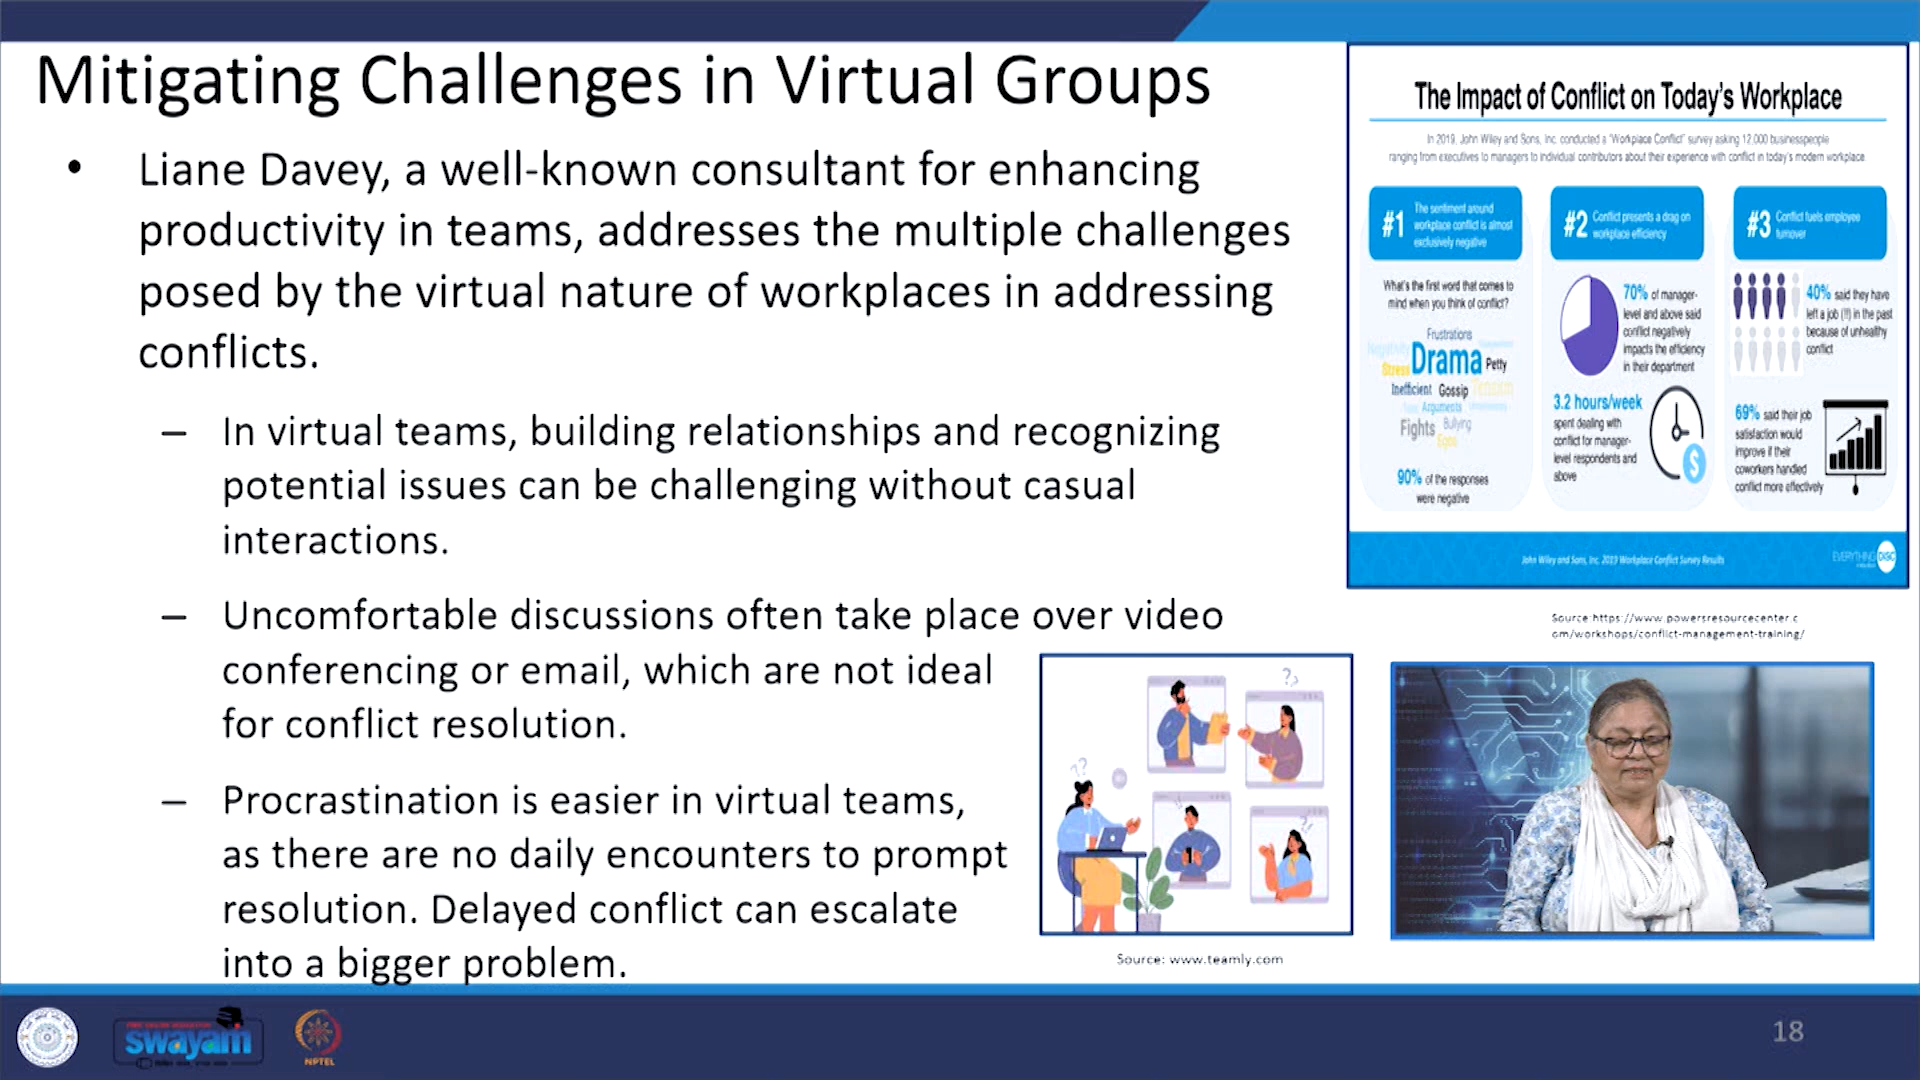 Mitigating Challenges in Virtual Groups
• Liane Davey, a well-known consultant for enhancing
productivity in teams, addresses the multiple challenges
posed by the virtual nature of workplaces in addressing
conflicts.
– In virtual teams, building relationships and recognizing
potential issues can be challenging without casual
interactions.
– Uncomfortable discussions often take place over video
conferencing or email, which are not ideal
for conflict resolution.
– Procrastination is easier in virtual teams,
as there are no daily encounters to prompt
resolution. Delayed conflict can escalate
into a bigger problem.
The Impact of Conflict on Today's Workplace
In 2019, John Wiley and Sons, Inc. conducted a "Workplace Conflict" survey asking 12,000 businesspeople
ranging from executives to managers to individual contributors about their experience with conflict in today's modern workplace
#1 The sentiment around
workplace conflict is almost
exclusively negative
What's the first word that comes to
mind when you think of conflict?
Frustrations
Negativity
Drama
Stress
Petty
Inefficient Gossip Tension
Arguments
Fights Bullying
Egos
90% of the responses
were negative
#2 Conflict presents a drag on
workplace efficiency
70% of manager-
level and above said
conflict negatively
impacts the efficiency
in their department
3.2 hours/week
spent dealing with
conflict for manager-
level respondents and
above
$
#3 Conflict fuels employee
turnover
40% said they have
left a job (!!) in the past
because of unhealthy
conflict
69% said their job
satisfaction would
improve if their
coworkers handled
conflict more effectively
John Wiley and Sons, Inc. 2019 Workplace Conflict Survey Results
EVERYTHING DiSC
Source:https://www.powersresourcecenter.c
om/workshops/conflict-management-training/
Source: www.teamly.com
swayam
NPTEL
18